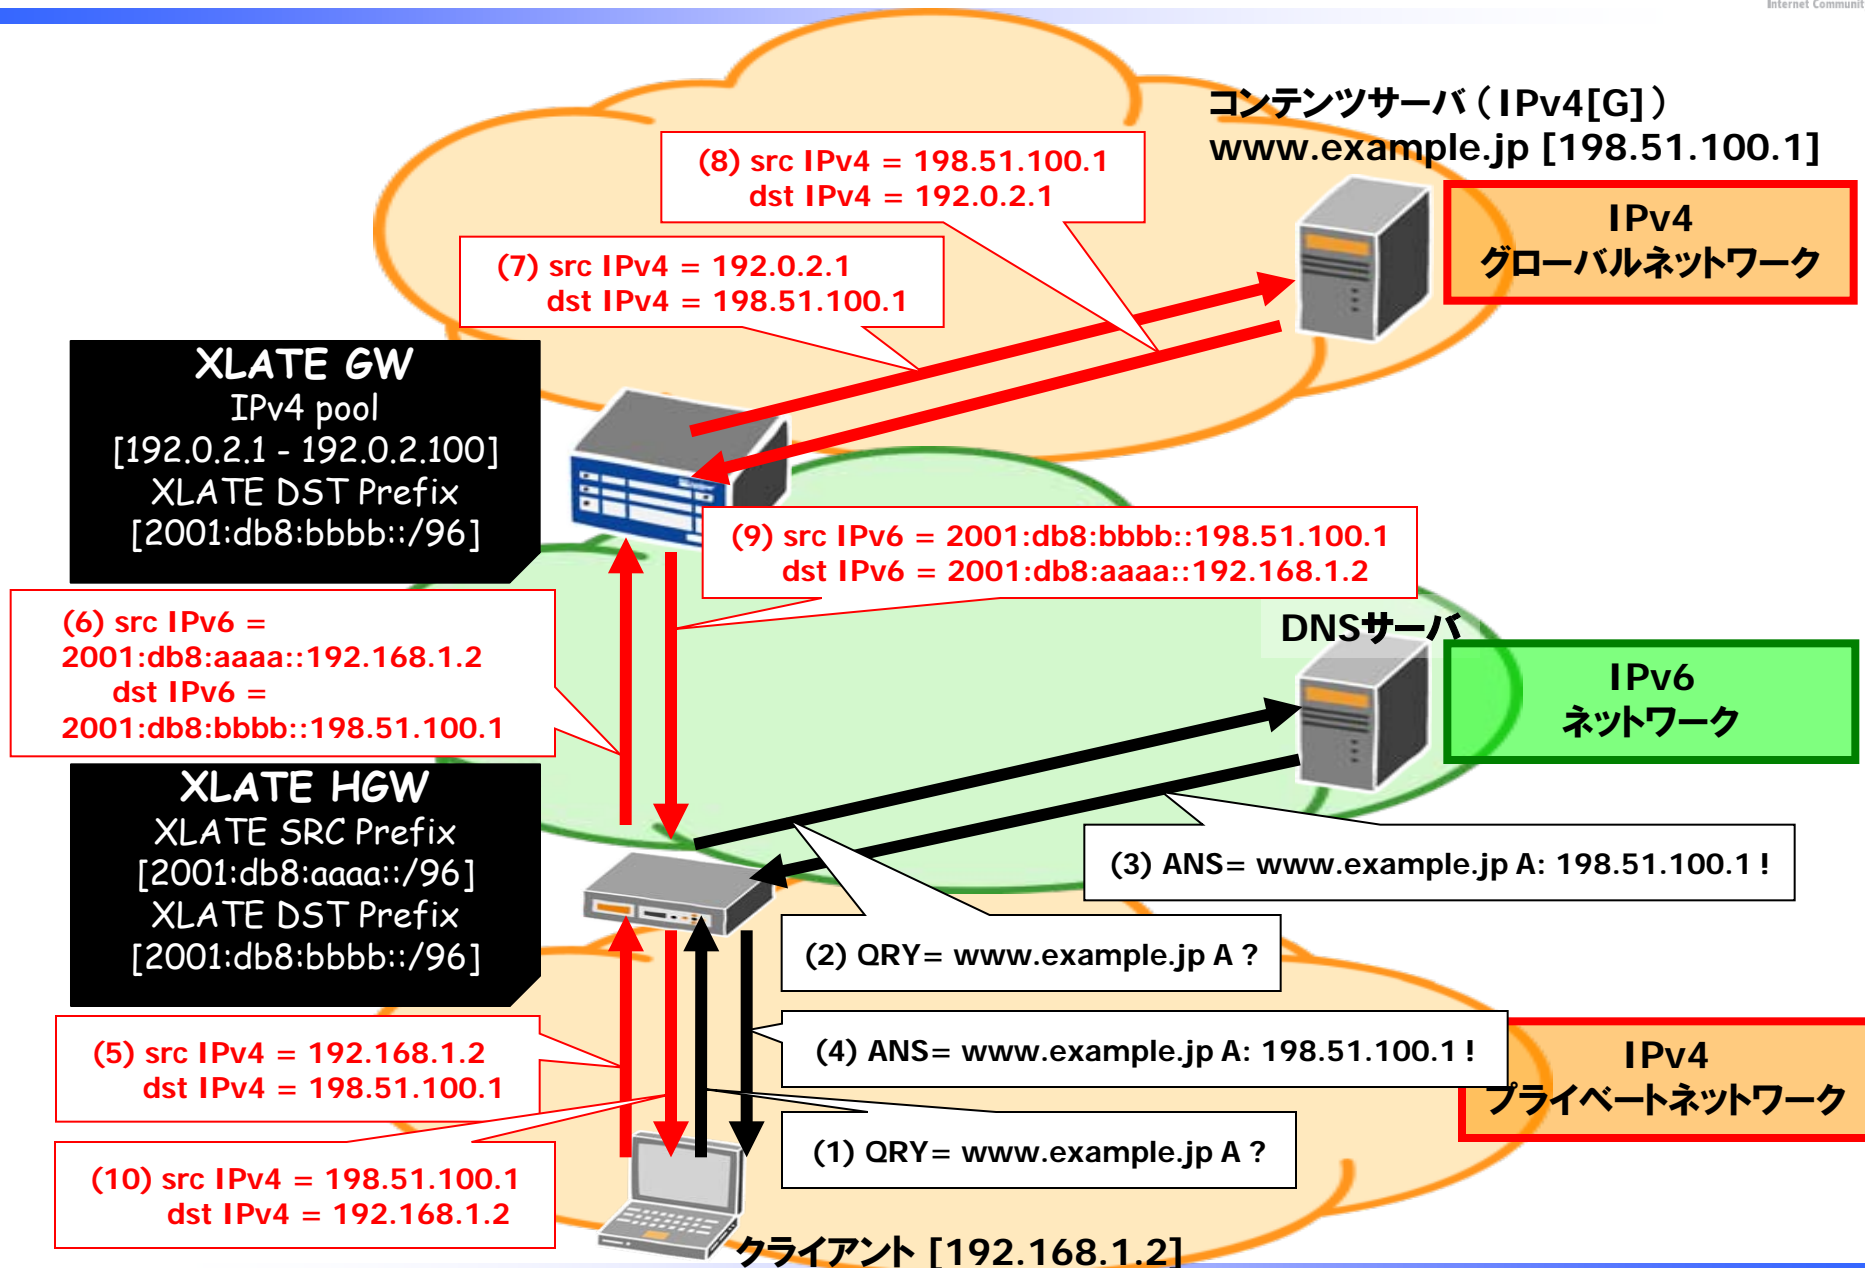 Internet Communit
コンテンツサーバ（IPv4[G]）
www.example.jp [198.51.100.1]
(8) src IPv4 = 198.51.100.1
dst IPv4 = 192.0.2.1
IPv4
グローバルネットワーク
(7) src IPv4 = 192.0.2.1
dst IPv4 = 198.51.100.1
XLATE GW
IPv4 pool
[192.0.2.1 - 192.0.2.100]
XLATE DST Prefix
[2001:db8:bbbb::/96]
(9) src IPv6 = 2001:db8:bbbb::198.51.100.1
dst IPv6 = 2001:db8:aaaa::192.168.1.2
(6) src IPv6 =
2001:db8:aaaa::192.168.1.2
dst IPv6 =
2001:db8:bbbb::198.51.100.1
DNSサーバ
IPv6
ネットワーク
XLATE HGW
XLATE SRC Prefix
[2001:db8:aaaa::/96]
XLATE DST Prefix
[2001:db8:bbbb::/96]
(3) ANS= www.example.jp A: 198.51.100.1 !
(2) QRY= www.example.jp A ?
(5) src IPv4 = 192.168.1.2
dst IPv4 = 198.51.100.1
(4) ANS= www.example.jp A: 198.51.100.1 !
IPv4
プライベートネットワーク
(1) QRY= www.example.jp A ?
(10) src IPv4 = 198.51.100.1
dst IPv4 = 192.168.1.2
クライアント [192.168.1.2]